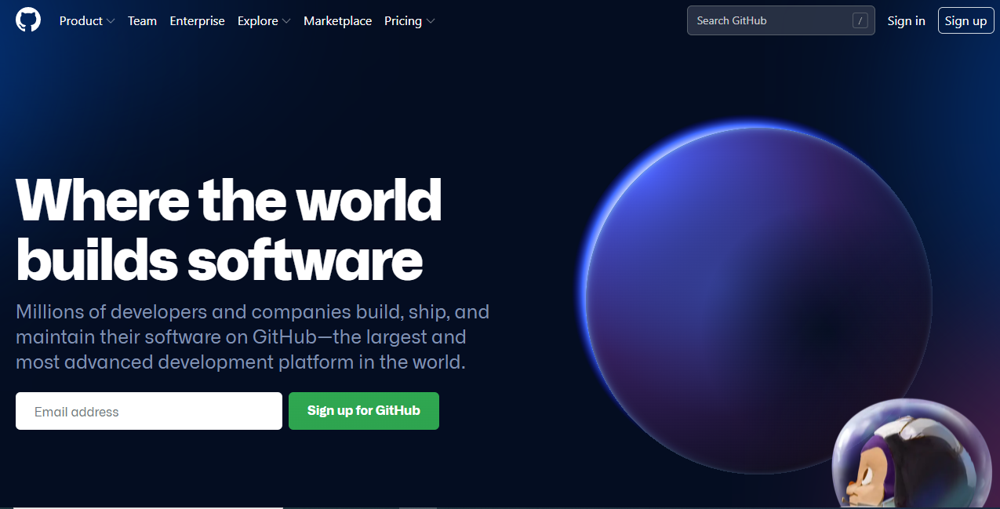 Product Team Enterprise Explore Marketplace Pricing Search GitHub / Sign in Sign up
Where the world
builds software
Millions of developers and companies build, ship, and
maintain their software on GitHub—the largest and
most advanced development platform in the world.
Email address Sign up for GitHub